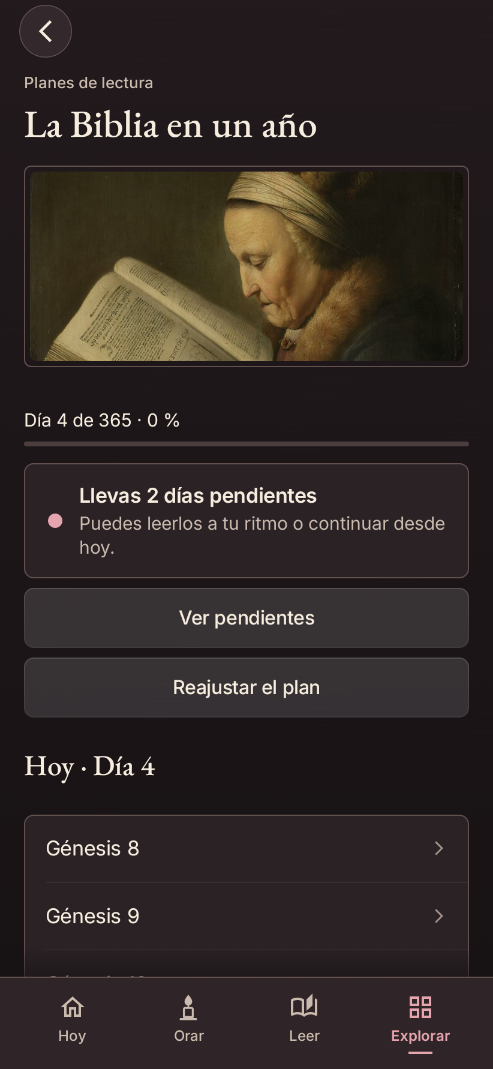 Planes de lectura
La Biblia en un año
Día 4 de 365 · 0 %
Llevas 2 días pendientes
Puedes leerlos a tu ritmo o continuar desde
hoy.
Ver pendientes
Reajustar el plan
Hoy · Día 4
Génesis 8
Génesis 9
Hoy
Orar
Leer
Explorar